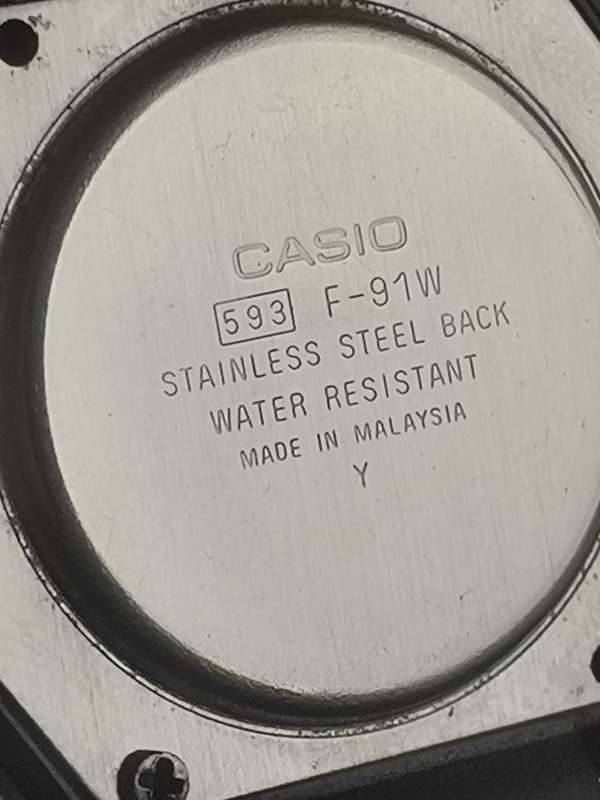 CASIO
593 F-91W
STAINLESS STEEL BACK
WATER RESISTANT
MADE IN MALAYSIA
Y